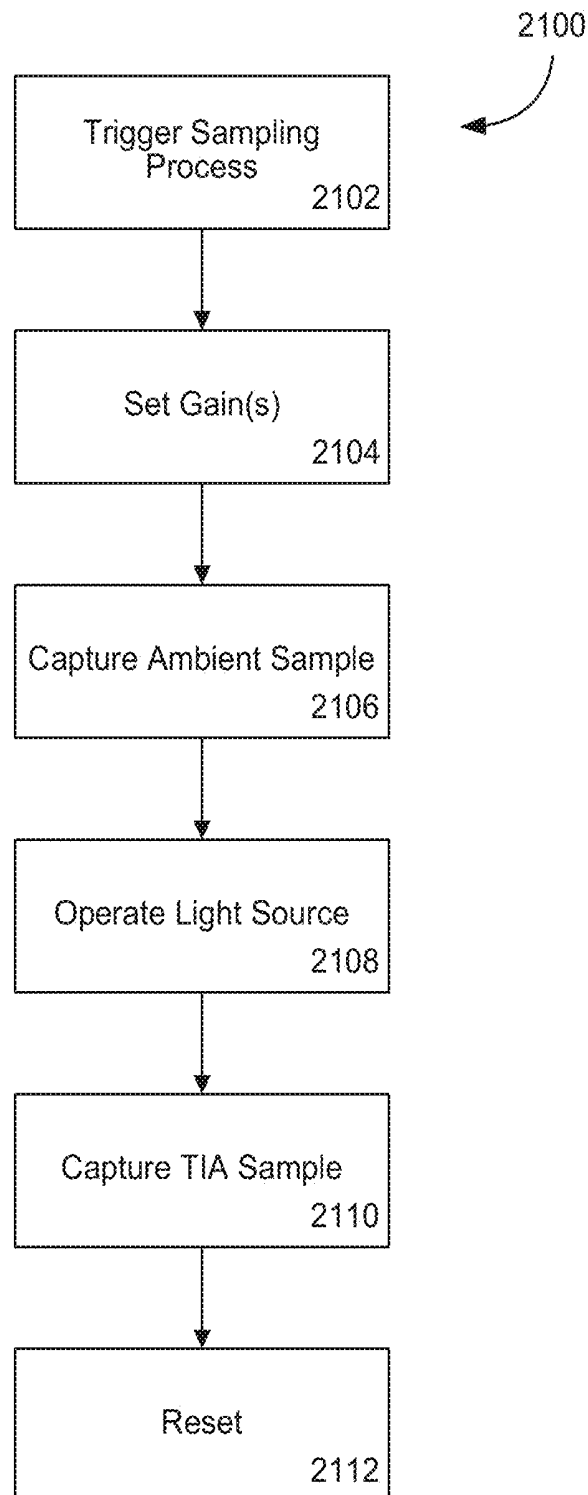 2100
Trigger Sampling
Process
2102
Set Gain(s)
2104
Capture Ambient Sample
2106
Operate Light Source
2108
Capture TIA Sample
2110
Reset
2112